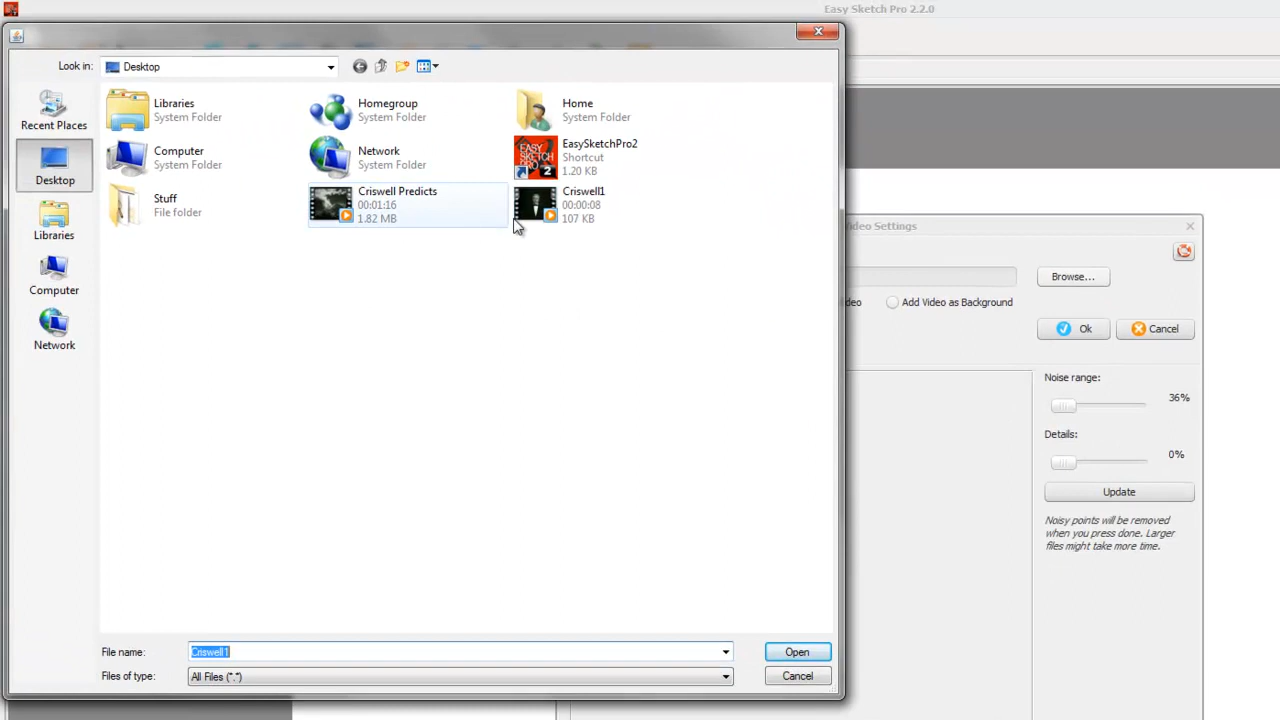 Easy Sketch Pro 2.2.0
Look in:
Desktop
Recent Places
Desktop
Libraries
Computer
Network
Libraries
System Folder
Homegroup
System Folder
Home
System Folder
Computer
System Folder
Network
System Folder
EasySketchPro2
Shortcut
1.20 KB
Stuff
File folder
Criswell Predicts
00:01:16
1.82 MB
Criswell1
00:00:08
107 KB
EASY
SKETCH
PRO
2
File name:
Criswell1
Open
Files of type:
All Files (*.*)
Cancel
Video Settings
Browse...
Add Video as Background
Ok
Cancel
Noise range:
36%
Details:
0%
Update
Noisy points will be removed
when you press done. Larger
files might take more time.